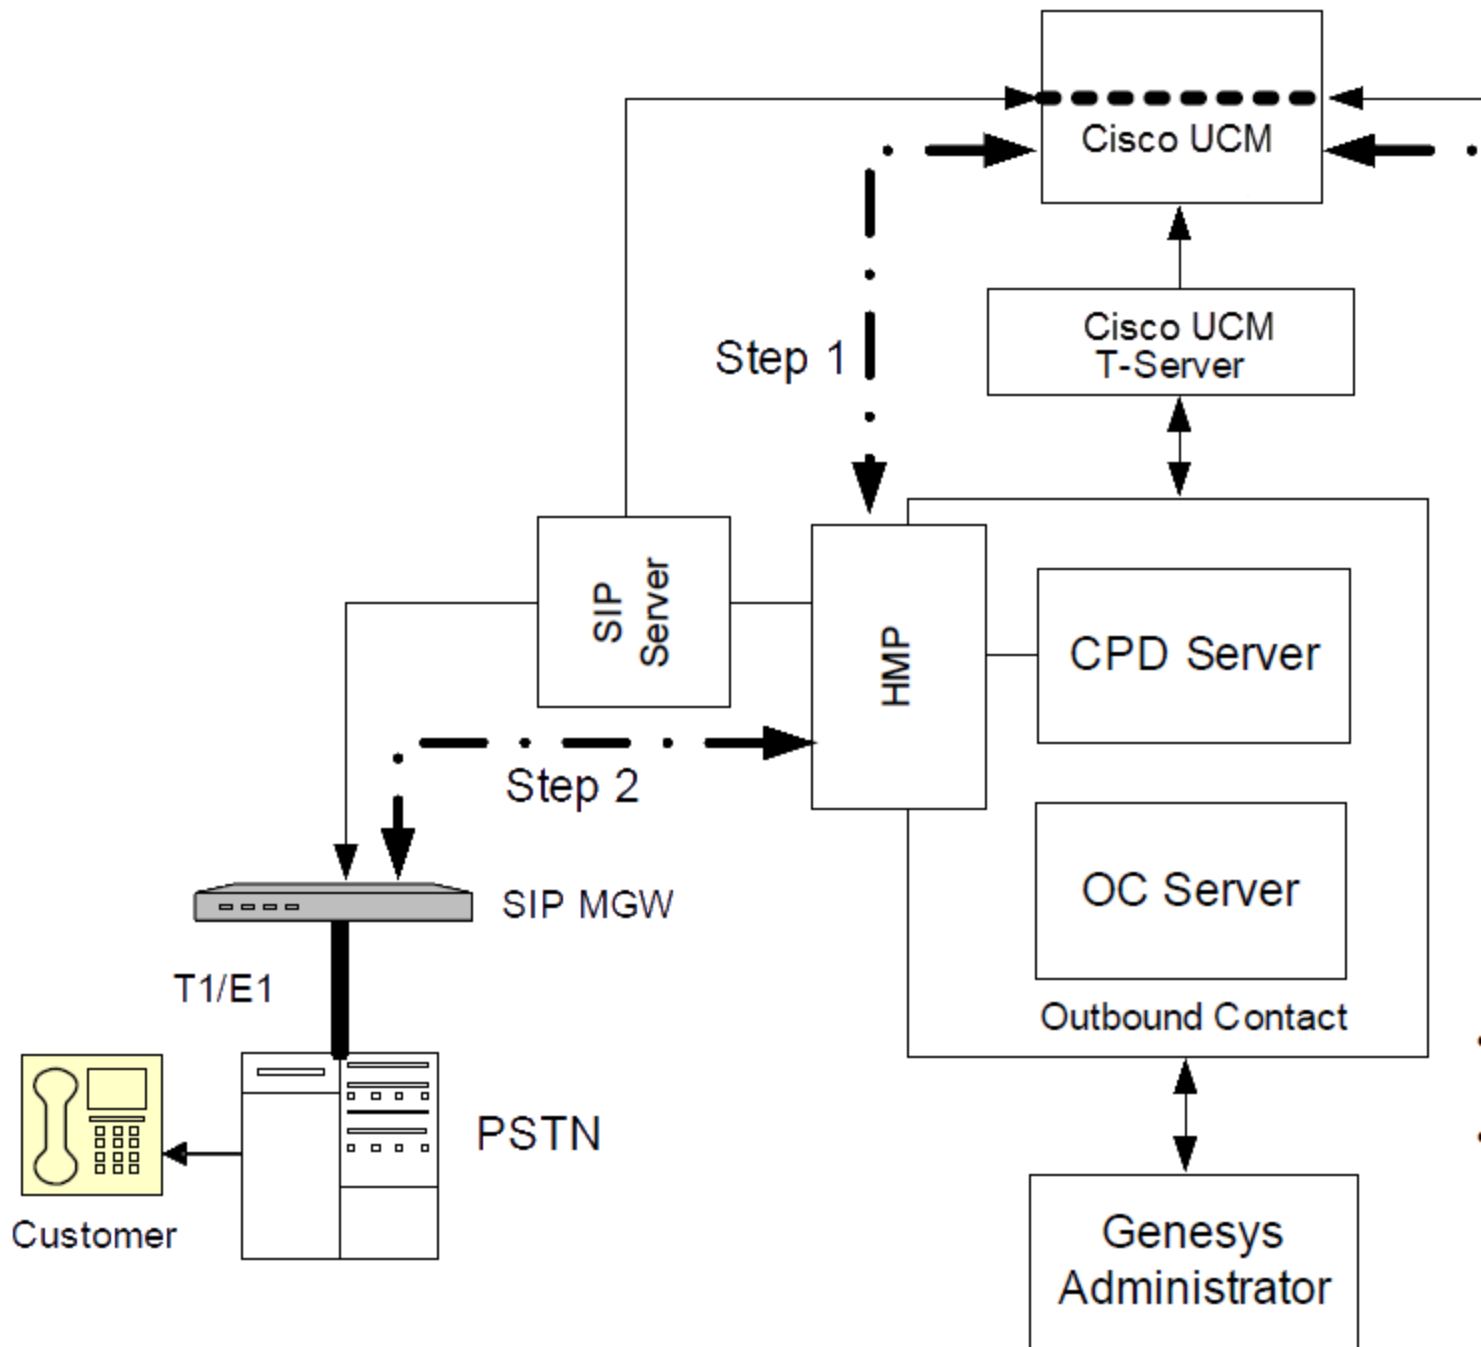 Cisco UCM
Cisco UCM
T-Server
Step 1
SIP
Server
HMP
CPD Server
Step 2
OC Server
SIP MGW
T1/E1
Outbound Contact
PSTN
Customer
Genesys
Administrator